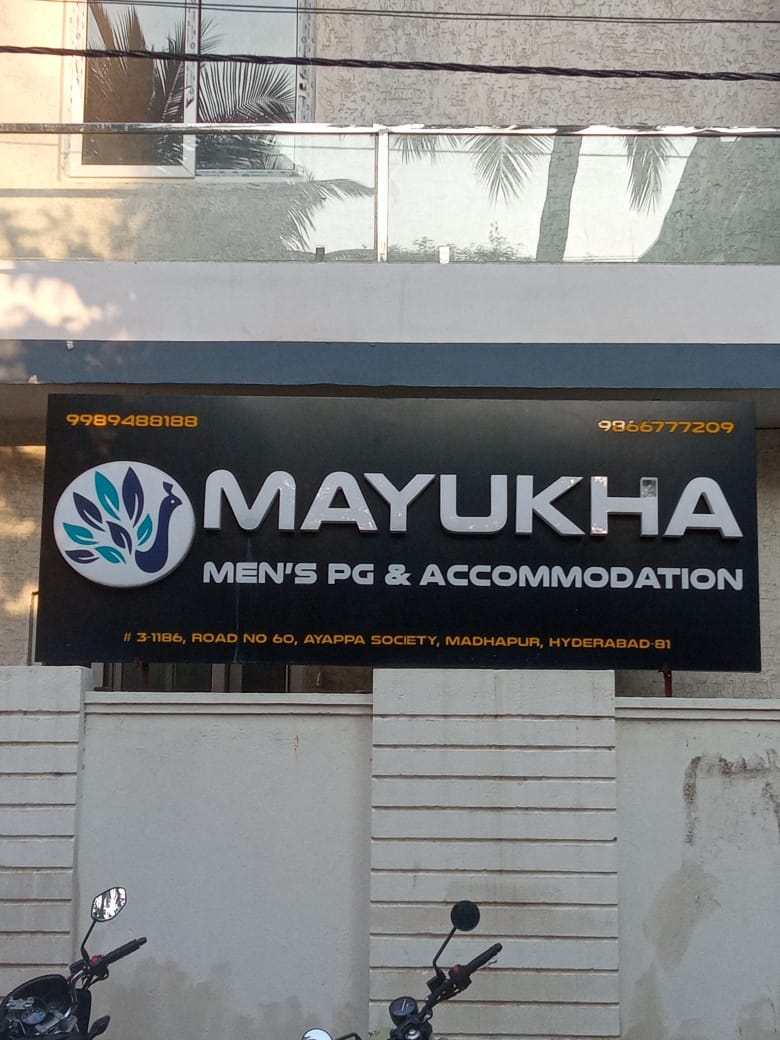 9989488188
9866777209
MAYUKHA
MEN'S PG & ACCOMMODATION
# 3-1186, ROAD NO 60, AYAPPA SOCIETY, MADHAPUR, HYDERABAD-81